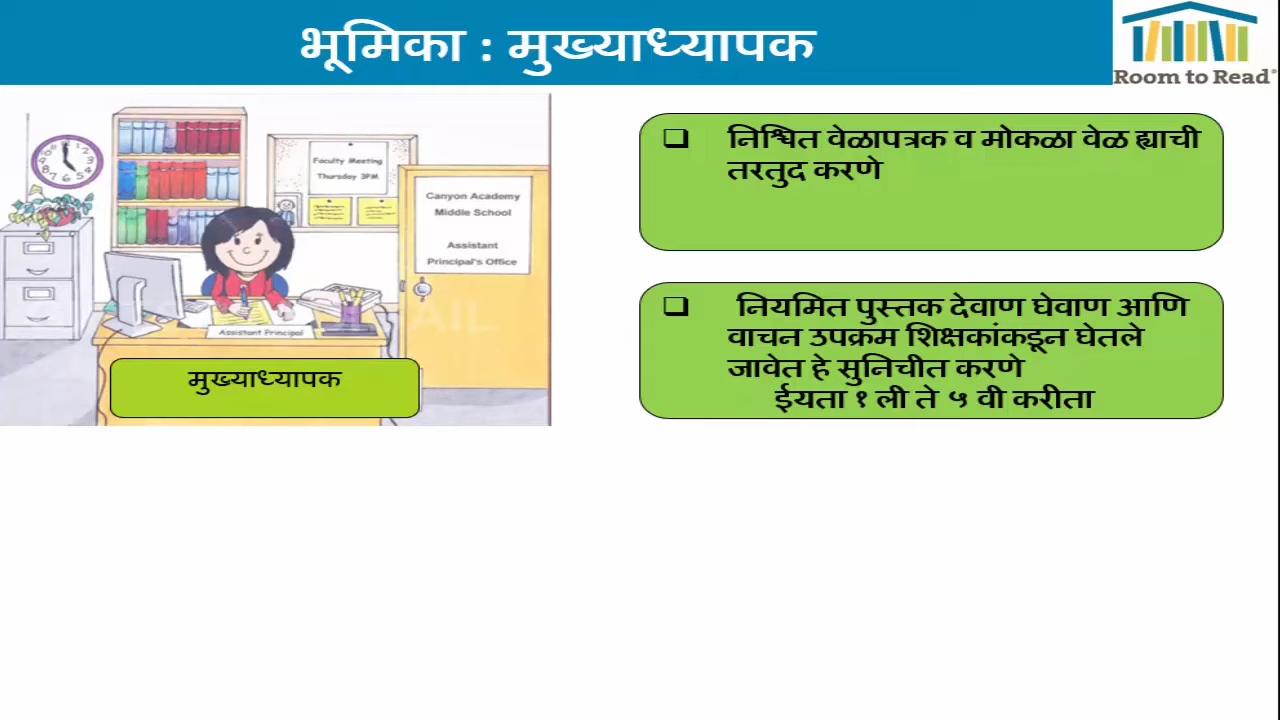 भूमिका : मुख्याध्यापक
Room to Read
Faculty Meeting
Thursday 3PM
Canyon Academy
Middle School
Assistant
Principal's Office
Assistant Principal
मुख्याध्यापक
निश्चित वेळापत्रक व मोकळा वेळ ह्याची
तरतुद करणे
नियमित पुस्तक देवाण घेवाण आणि
वाचन उपक्रम शिक्षकांकडून घेतले
जावेत हे सुनिचीत करणे
ईयता १ ली ते ५ वी करीता